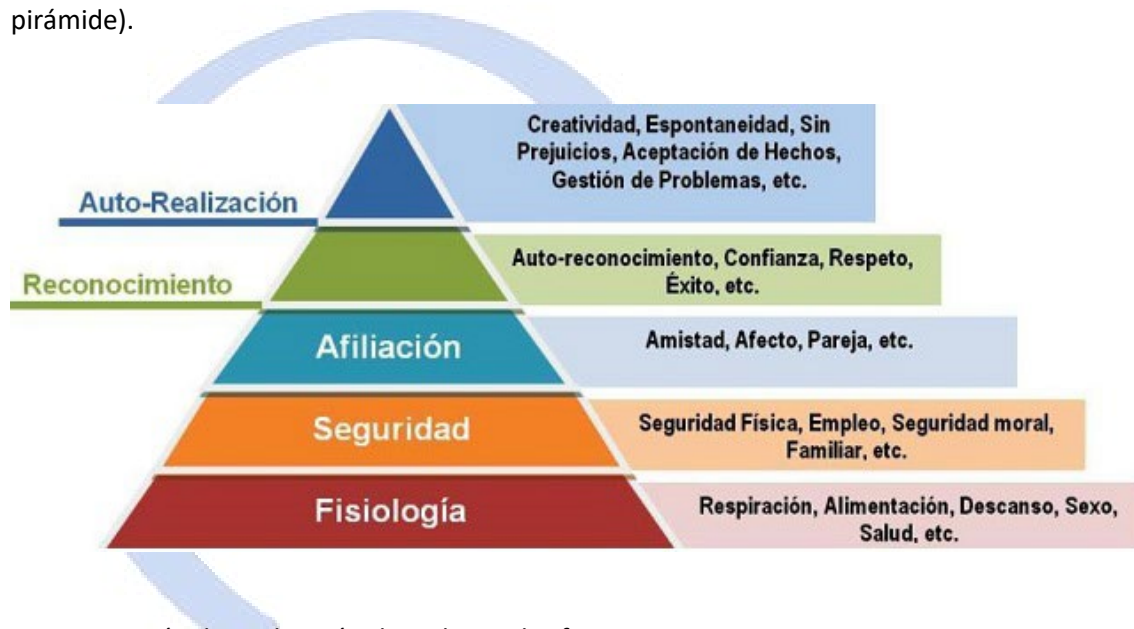 pirámide).
Creatividad, Espontaneidad, Sin
Prejuicios, Aceptación de Hechos,
Gestión de Problemas, etc.
Auto-Realización
Auto-reconocimiento, Confianza, Respeto,
Éxito, etc.
Reconocimiento
Afiliación
Amistad, Afecto, Pareja, etc.
Seguridad
Seguridad Física, Empleo, Seguridad moral,
Familiar, etc.
Fisiología
Respiración, Alimentación, Descanso, Sexo,
Salud, etc.